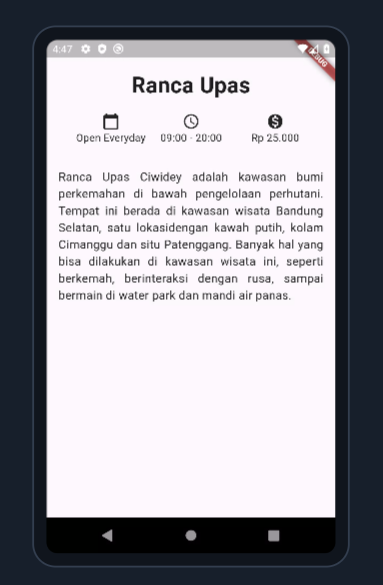 4:47
DEBUG
Ranca Upas
Open Everyday 09:00 - 20:00 Rp 25.000
Ranca Upas Ciwidey adalah kawasan bumi
perkemahan di bawah pengelolaan perhutani.
Tempat ini berada di kawasan wisata Bandung
Selatan, satu lokasidengan kawah putih, kolam
Cimanggu dan situ Patenggang. Banyak hal yang
bisa dilakukan di kawasan wisata ini, seperti
berkemah, berinteraksi dengan rusa, sampai
bermain di water park dan mandi air panas.